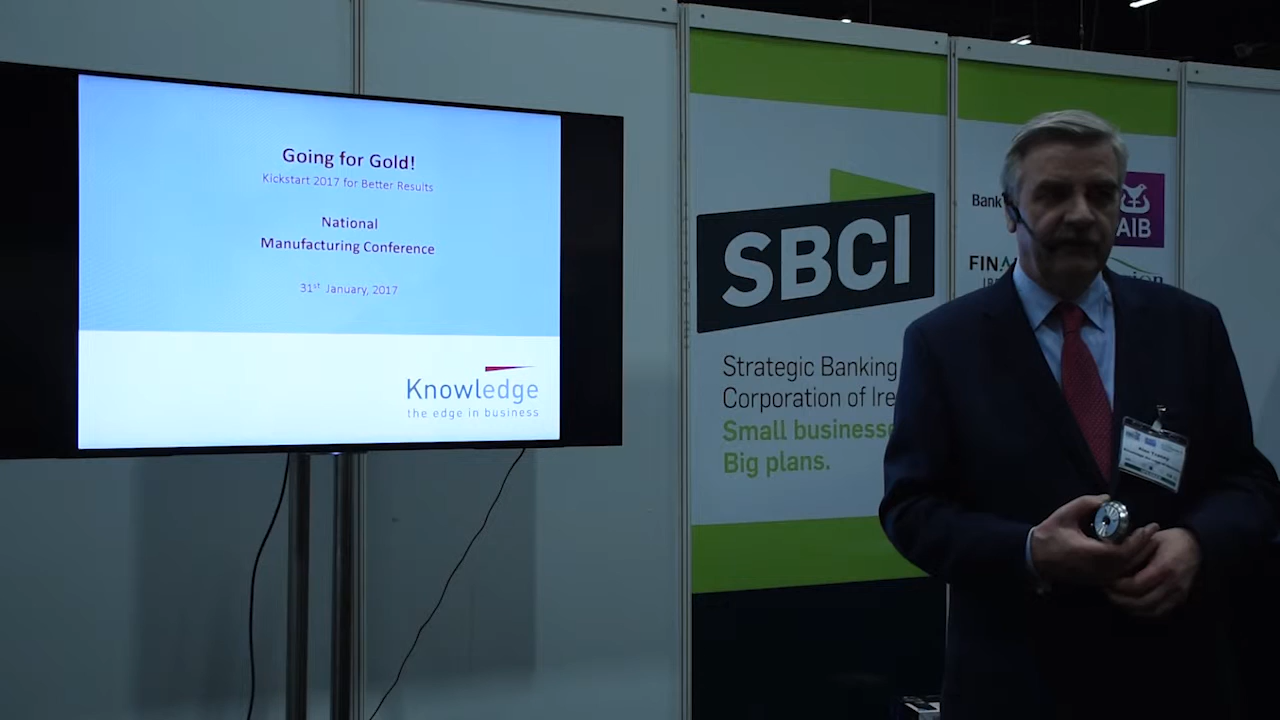 Going for Gold!
Kickstart 2017 for Better Results
National
Manufacturing Conference
31st January, 2017
Knowledge
the edge in business
SBCI
Strategic Banking
Corporation of Ire
Small businesse
Big plans.
Bank
AIB
FIN